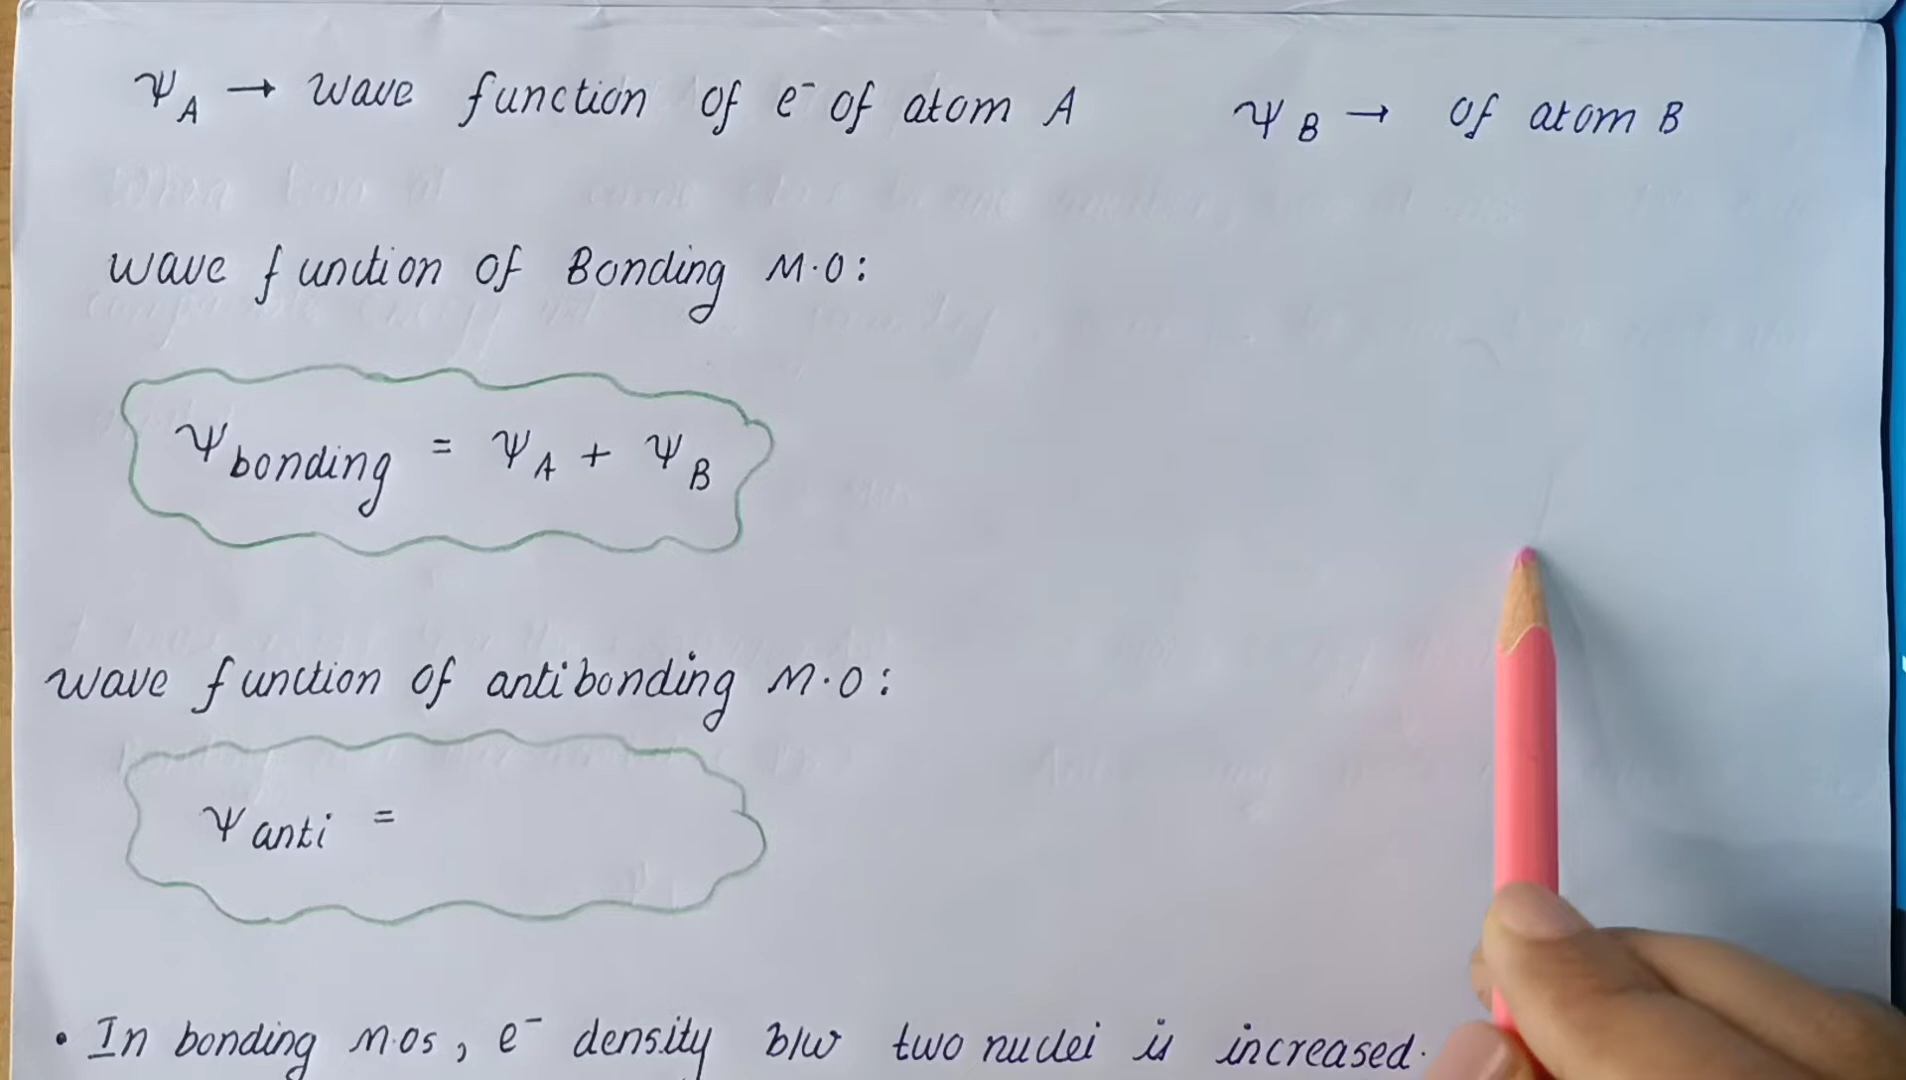 ψA → wave function of e⁻ of atom A ψB → of atom B
wave function of Bonding M.O:
ψbonding = ψA + ψB
wave function of antibonding M.O:
ψanti =
• In bonding M.Os, e⁻ density b/w two nuclei is increased.